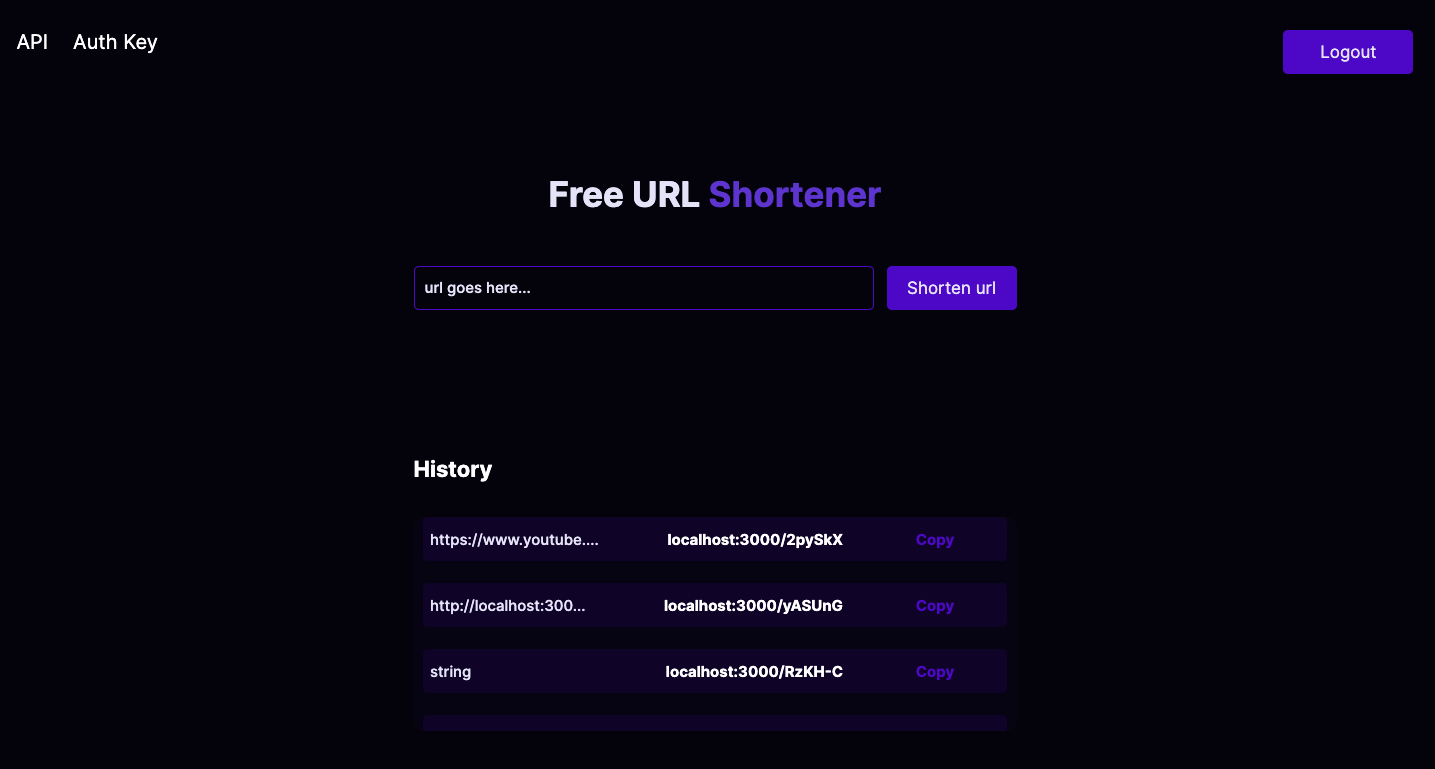 API Auth Key Logout
Free URL Shortener
url goes here... Shorten url
History
https://www.youtube.... localhost:3000/2pySkX Copy
http://localhost:300... localhost:3000/yASUnG Copy
string localhost:3000/RzKH-C Copy